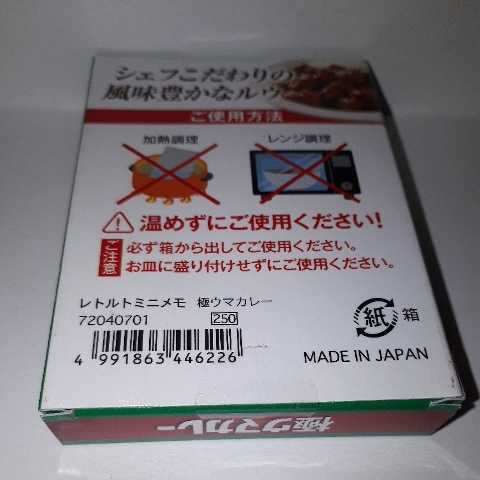 シェフこだわりの
風味豊かなルウ
ご使用方法
加熱調理
レンジ調理
温めずにご使用ください!
ご注意
必ず箱から出してご使用ください。
お皿に盛り付けせずにご使用ください。
レトルトミニメモ 極ウマカレー
72040701
250
4 991863 446226
紙 箱
MADE IN JAPAN
極ウマカレー